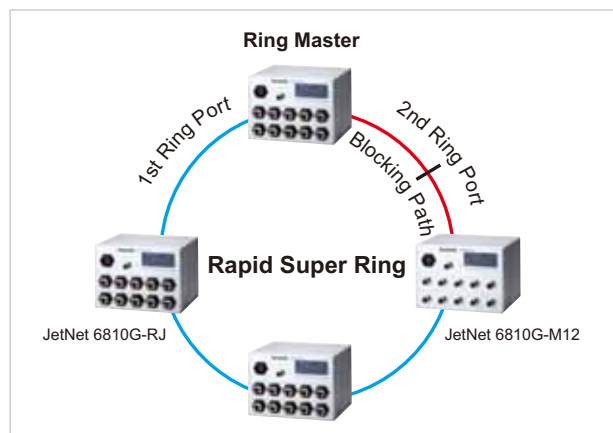 Ring Master
1st Ring Port
2nd Ring Port
Blocking Path
Rapid Super Ring
JetNet 6810G-RJ
JetNet 6810G-M12